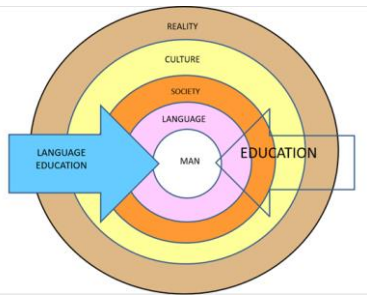 REALITY
CULTURE
SOCIETY
LANGUAGE
MAN
LANGUAGE
EDUCATION
EDUCATION